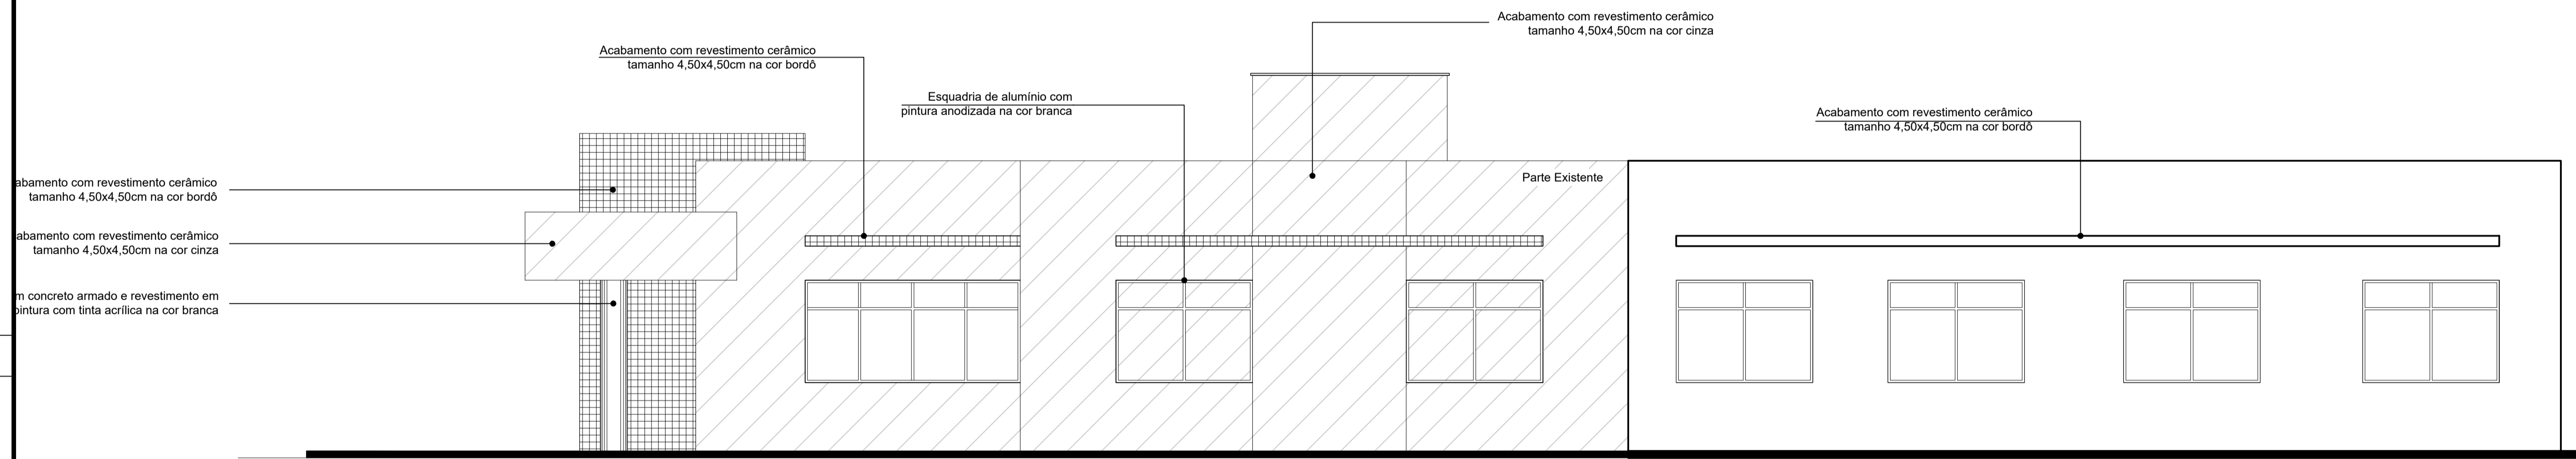 Acabamento com revestimento cerâmico
tamanho 4,50x4,50cm na cor cinza
Acabamento com revestimento cerâmico
tamanho 4,50x4,50cm na cor bordô
Esquadria de alumínio com
pintura anodizada na cor branca
Acabamento com revestimento cerâmico
tamanho 4,50x4,50cm na cor bordô
Parte Existente
abamento com revestimento cerâmico
tamanho 4,50x4,50cm na cor bordô
abamento com revestimento cerâmico
tamanho 4,50x4,50cm na cor cinza
m concreto armado e revestimento em
pintura com tinta acrílica na cor branca